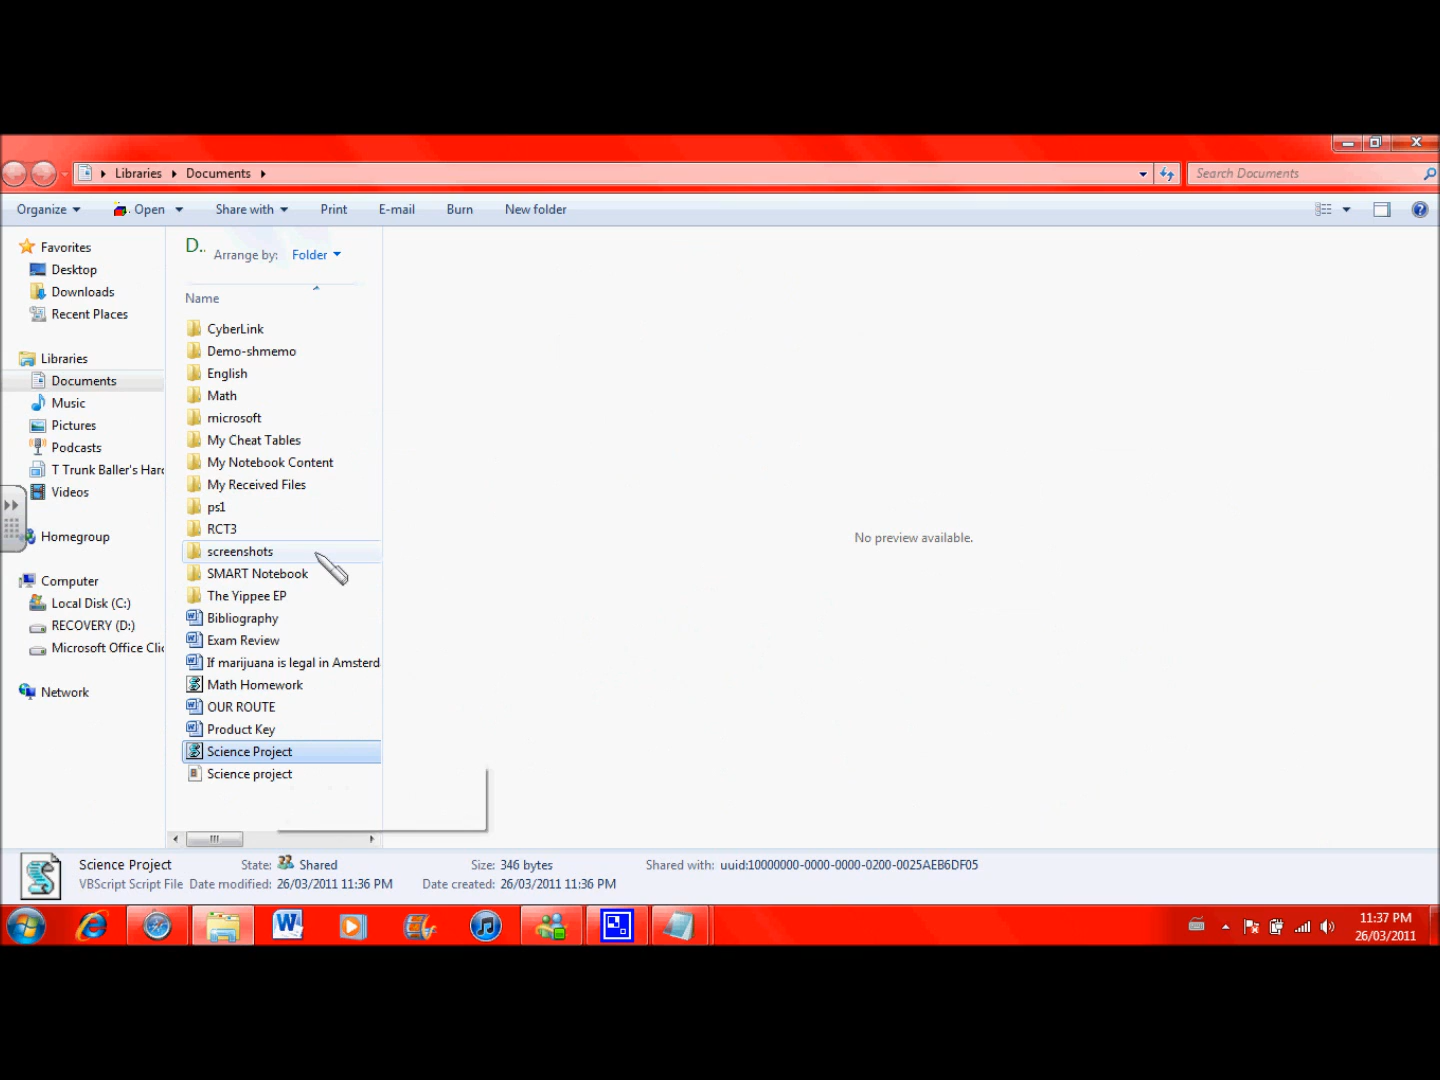 Libraries Documents
Search Documents
Organize Open Share with Print E-mail Burn New folder
Favorites
Desktop
Downloads
Recent Places
Libraries
Documents
Music
Pictures
Podcasts
T Trunk Baller's Hard
Videos
Homegroup
Computer
Local Disk (C:)
RECOVERY (D:)
Microsoft Office Clic
Network
D..
Arrange by: Folder
Name
CyberLink
Demo-shmemo
English
Math
microsoft
My Cheat Tables
My Notebook Content
My Received Files
ps1
RCT3
screenshots
SMART Notebook
The Yippee EP
Bibliography
Exam Review
If marijuana is legal in Amsterd
Math Homework
OUR ROUTE
Product Key
Science Project
Science project
No preview available.
Science Project State: Shared Size: 346 bytes Shared with: uuid:10000000-0000-0000-0200-0025AEB6DF05
VBScript Script File Date modified: 26/03/2011 11:36 PM Date created: 26/03/2011 11:36 PM
11:37 PM
26/03/2011